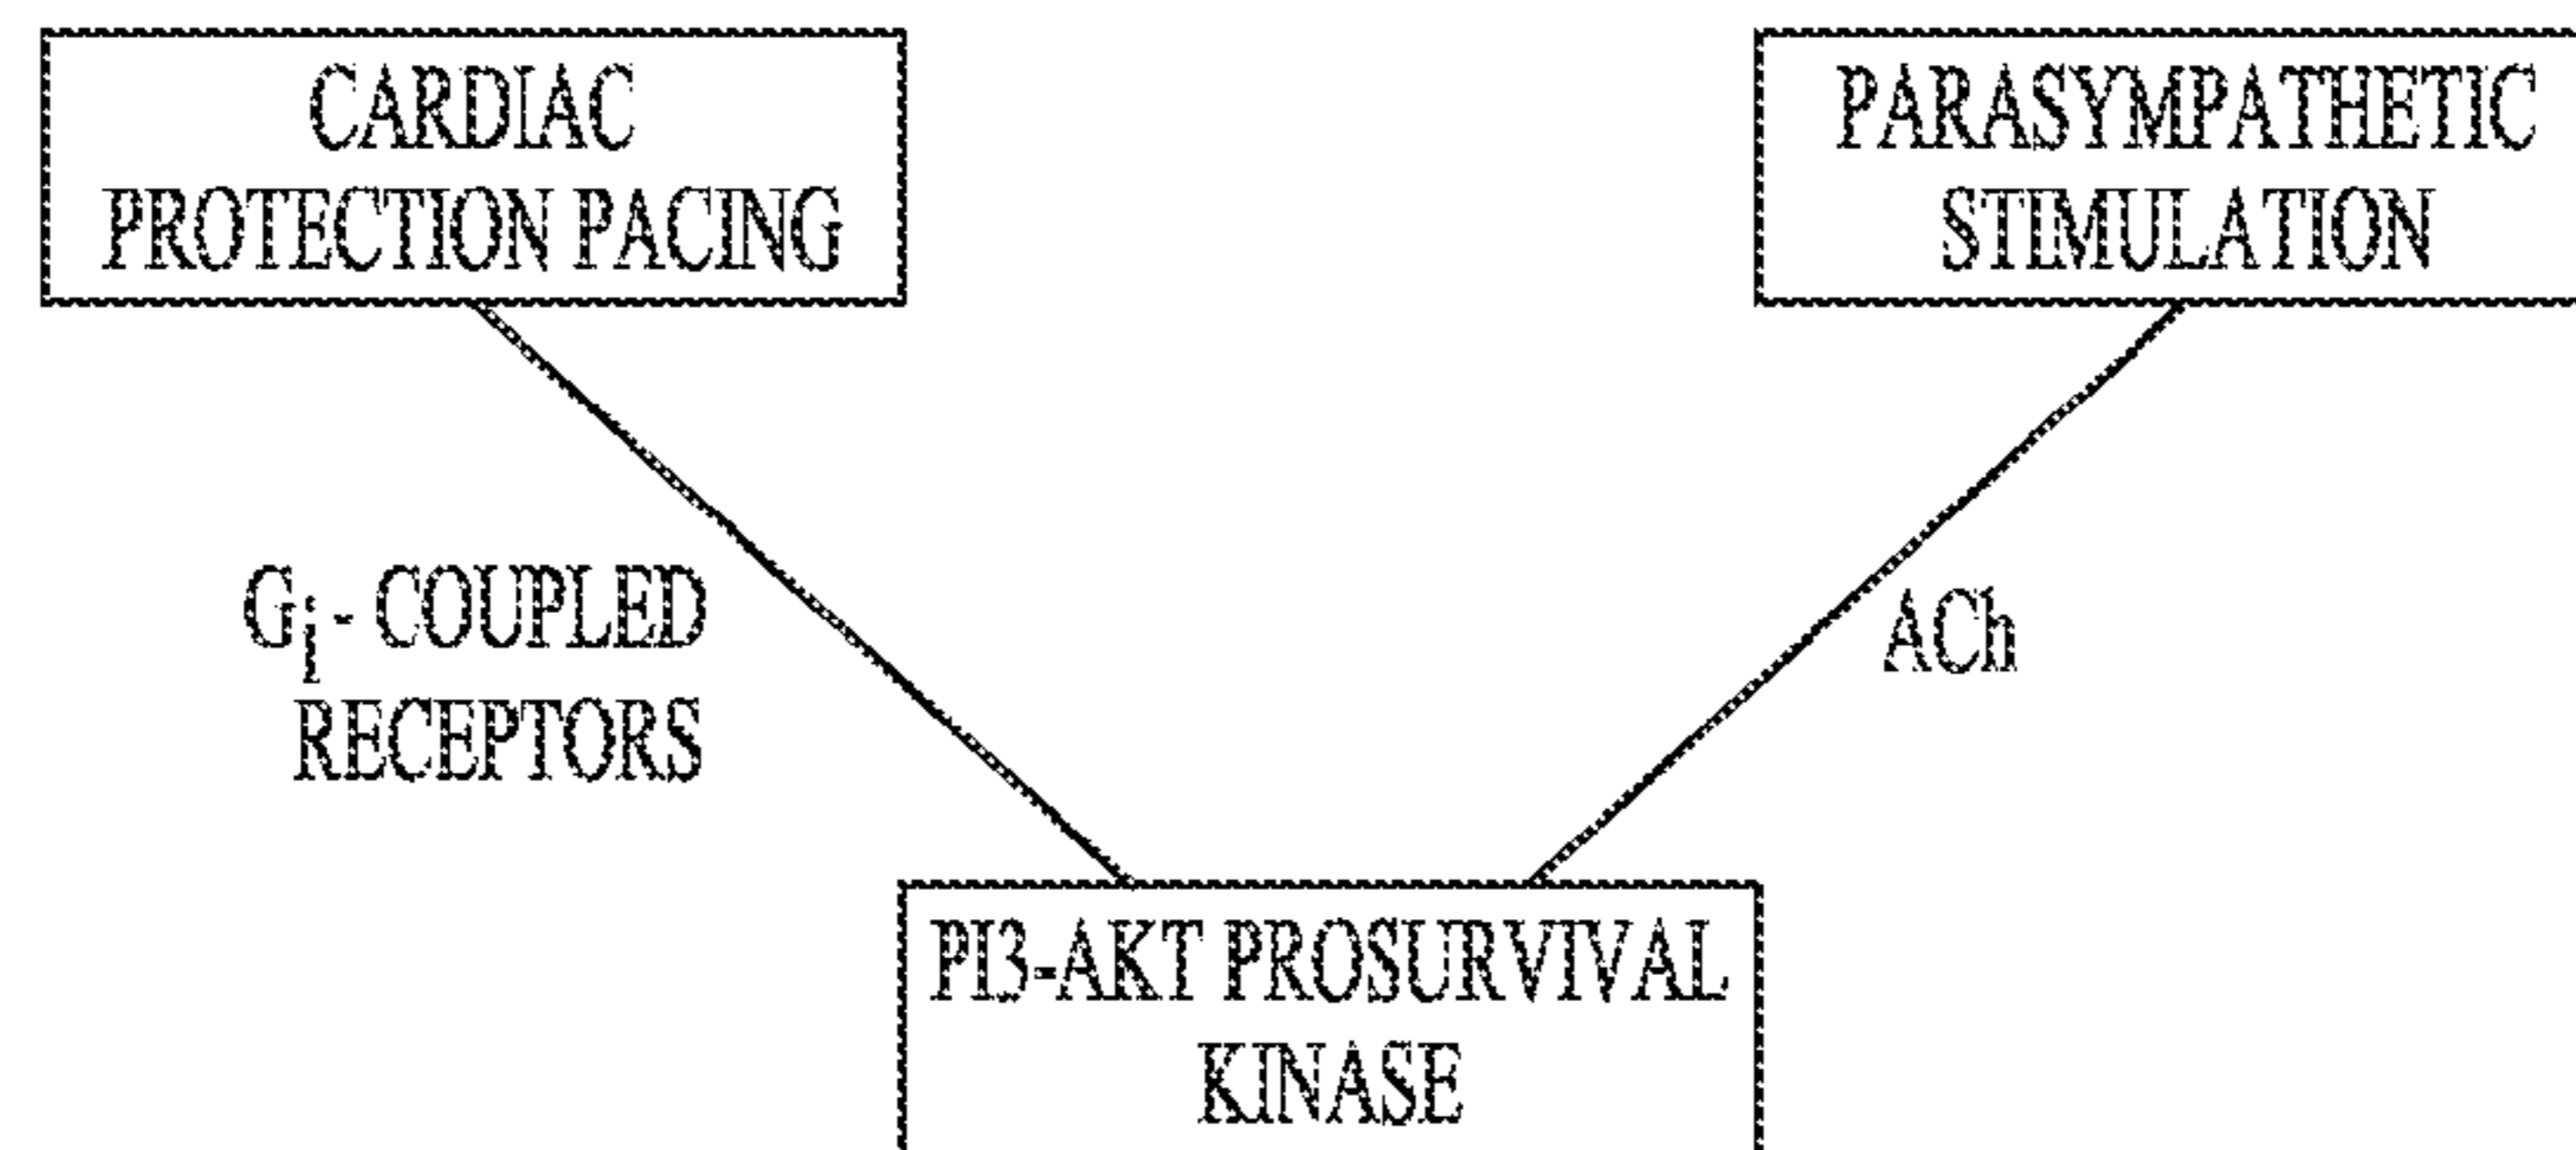 CARDIAC
PROTECTION PACING
PARASYMPATHETIC
STIMULATION
Gi - COUPLED
RECEPTORS
ACh
PI3-AKT PROSURVIVAL
KINASE